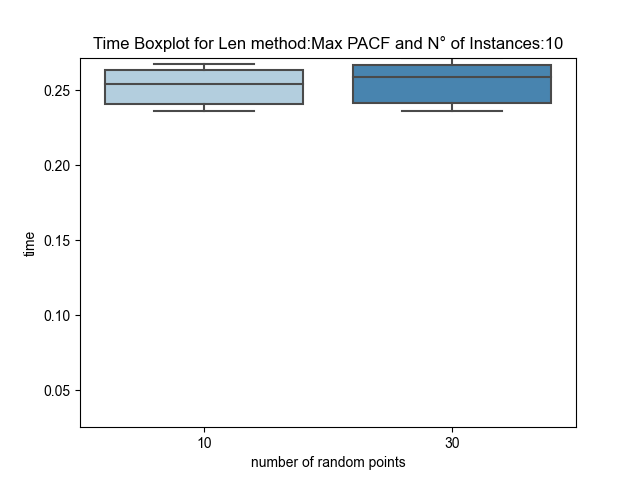 Time Boxplot for Len method:Max PACF and N° of Instances:10
0.25
0.20
0.15
0.10
0.05
time
10 30
number of random points